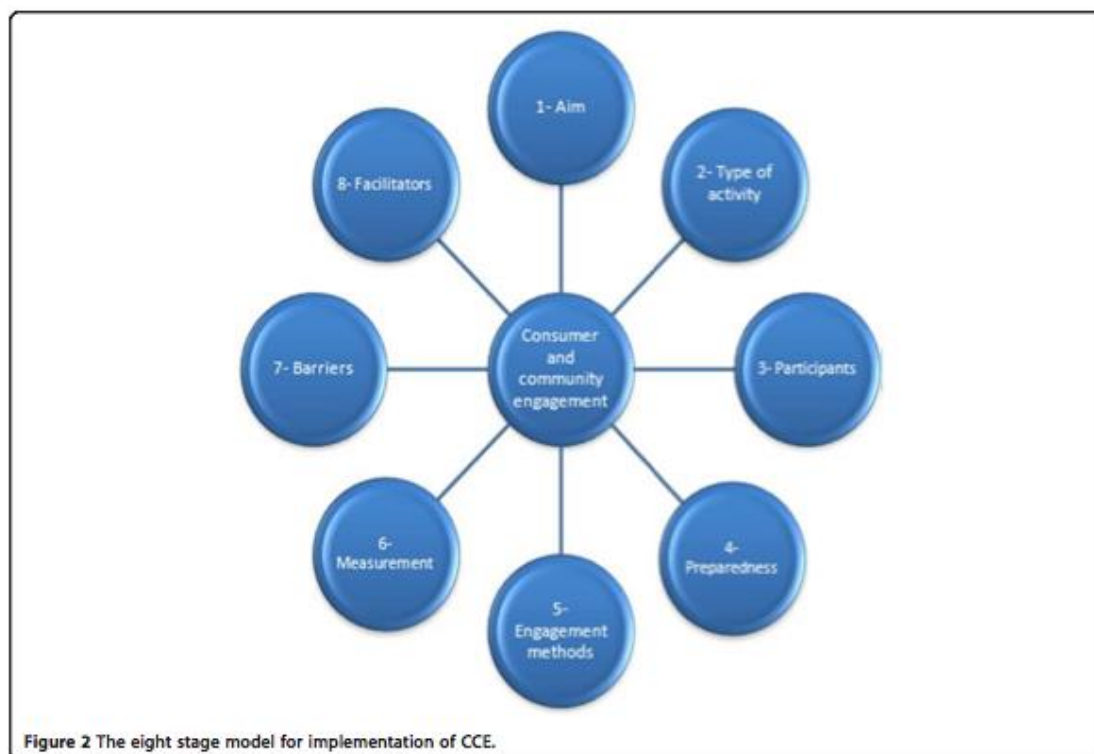 1- Aim
2- Type of
activity
3- Participants
4-
Preparedness
5-
Engagement
methods
6-
Measurement
7- Barriers
8- Facilitators
Consumer
and
community
engagement
Figure 2 The eight stage model for implementation of CCE.